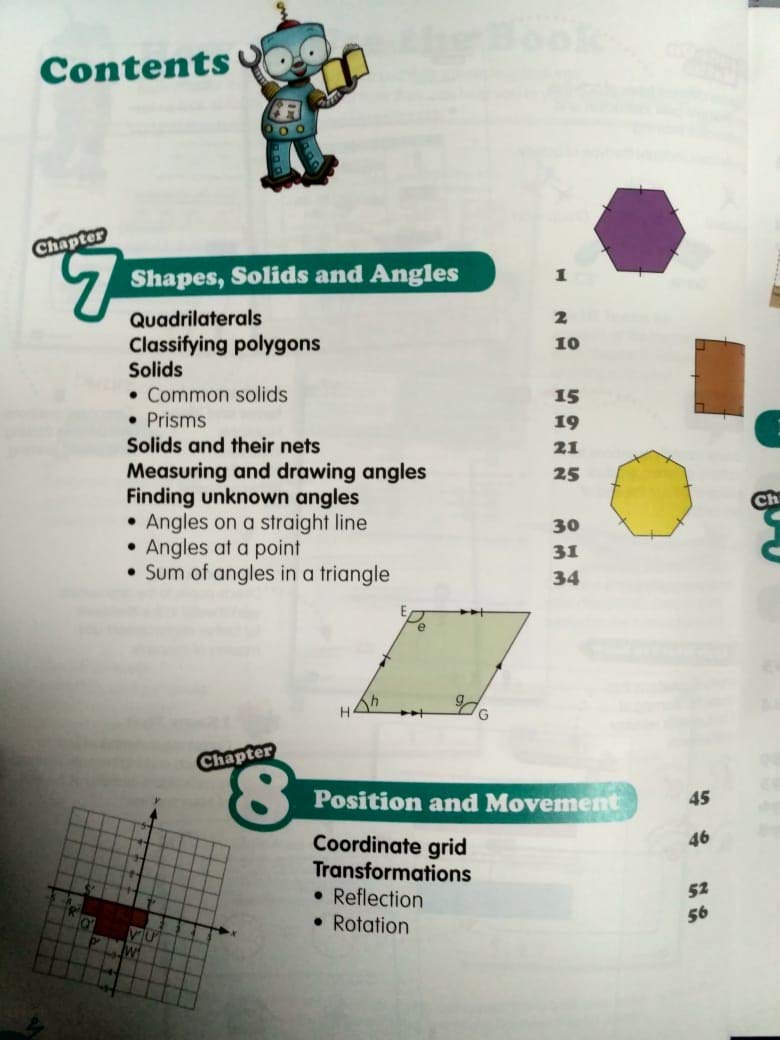 Contents
Chapter
7 Shapes, Solids and Angles 1
Quadrilaterals 2
Classifying polygons 10
Solids
• Common solids 15
• Prisms 19
Solids and their nets 21
Measuring and drawing angles 25
Finding unknown angles
• Angles on a straight line 30
• Angles at a point 31
• Sum of angles in a triangle 34
E
e
h g
H G
Chapter
8 Position and Movement 45
Coordinate grid 46
Transformations
• Reflection 52
• Rotation 56
y
x
Ch